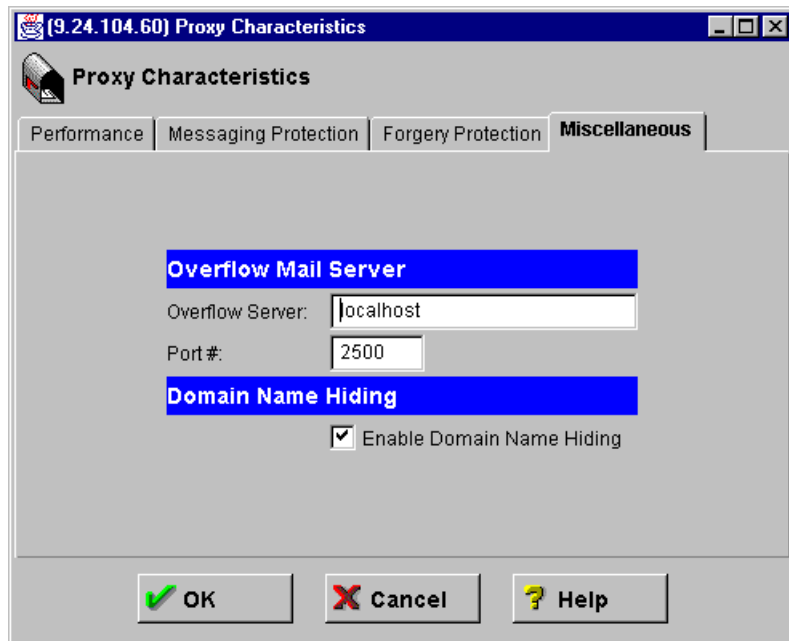 (9.24.104.60) Proxy Characteristics
Proxy Characteristics
Performance Messaging Protection Forgery Protection Miscellaneous
Overflow Mail Server
Overflow Server: localhost
Port #: 2500
Domain Name Hiding
Enable Domain Name Hiding
OK Cancel Help